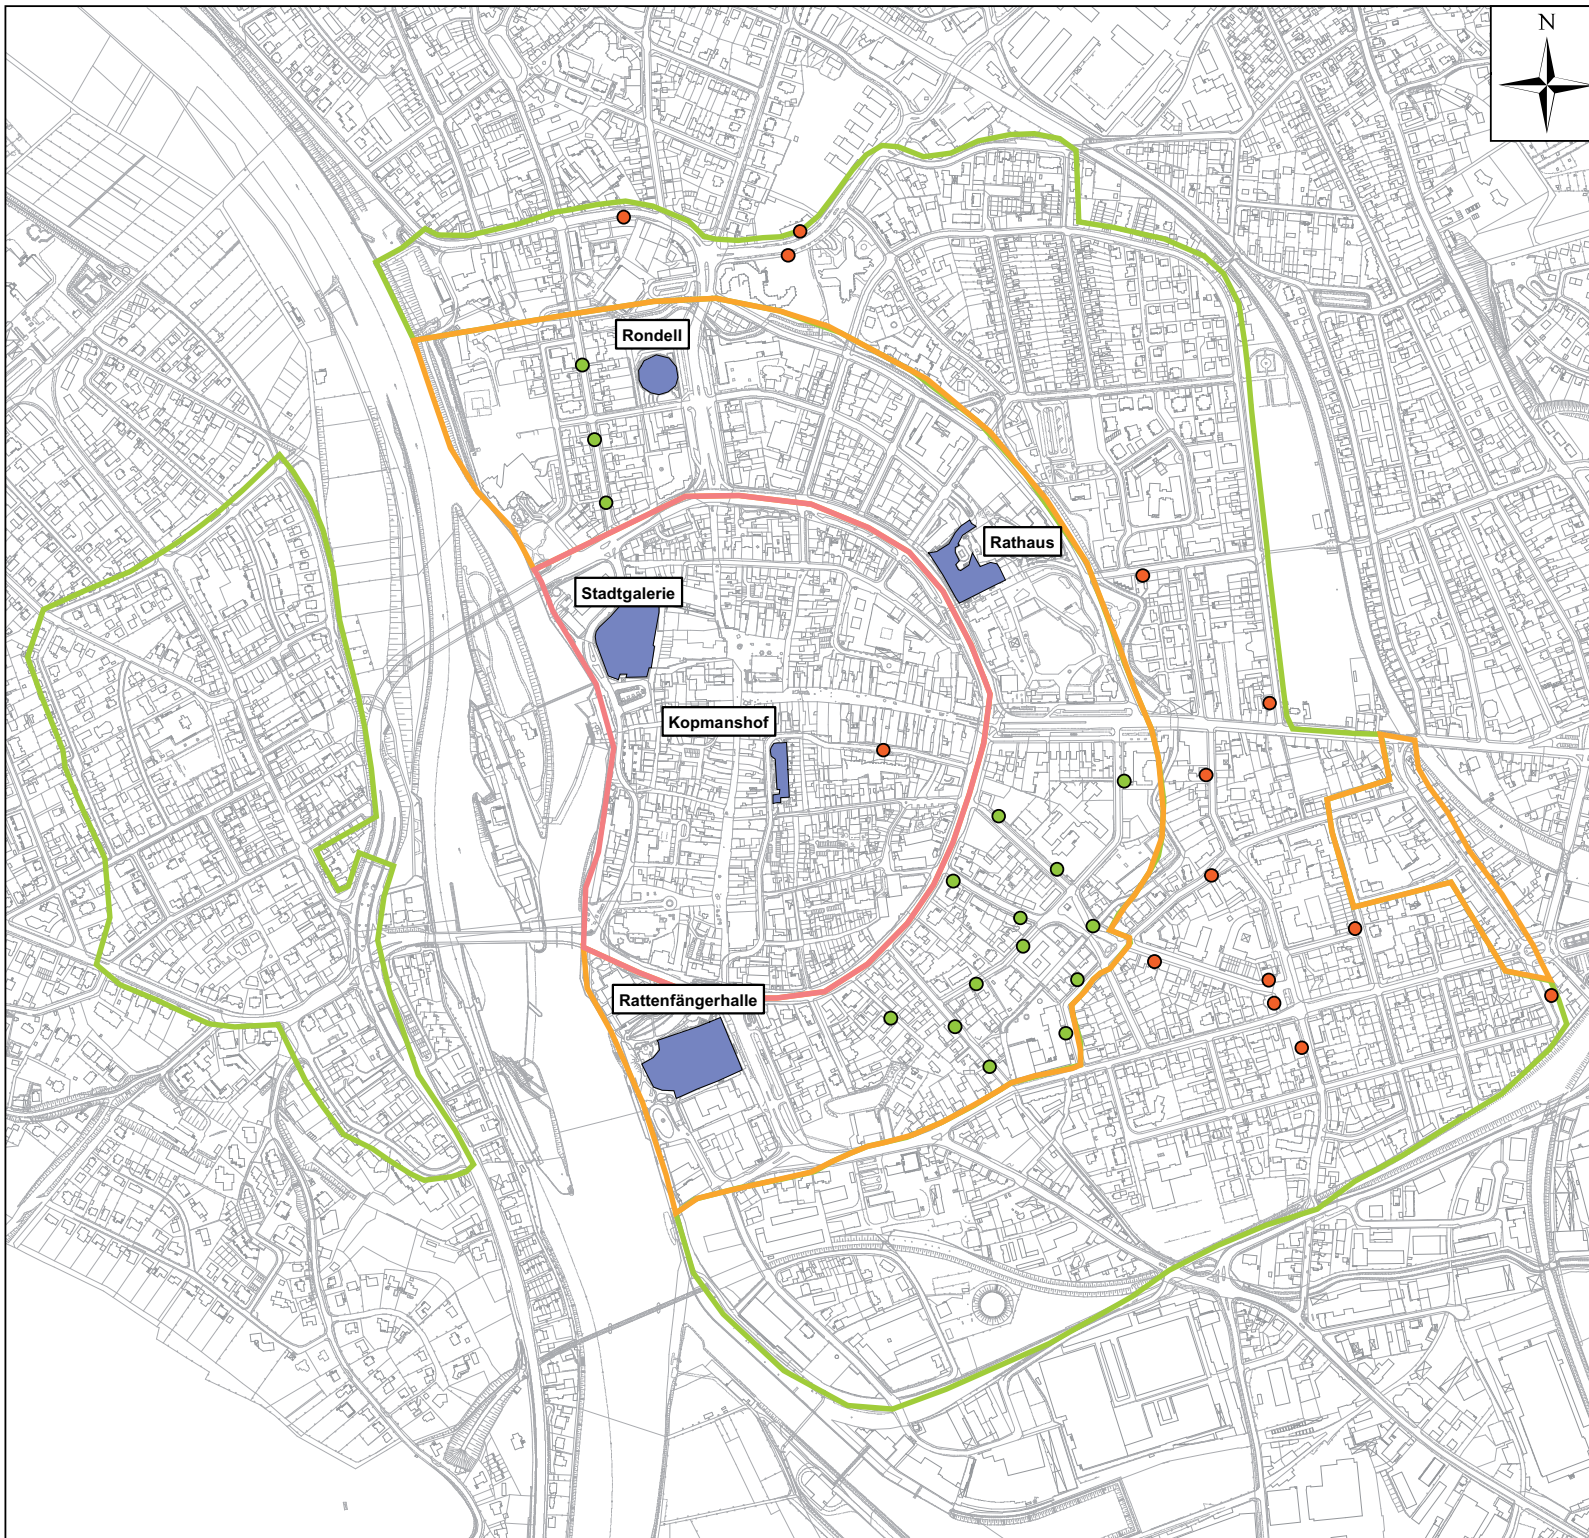 N
Rondell
Rathaus
Stadtgalerie
Kopmanshof
Rattenfängerhalle